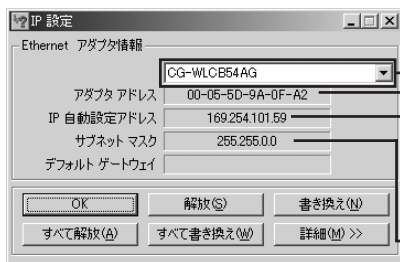 IP 設定
Ethernet アダプタ情報
CG-WLCB54AG
アダプタ アドレス 00-05-5D-9A-0F-A2
IP 自動設定アドレス 169.254.101.59
サブネット マスク 255.255.0.0
デフォルト ゲートウェイ
OK 解放(S) 書き換え(N)
すべて解放(A) すべて書き換え(W) 詳細(M) >>